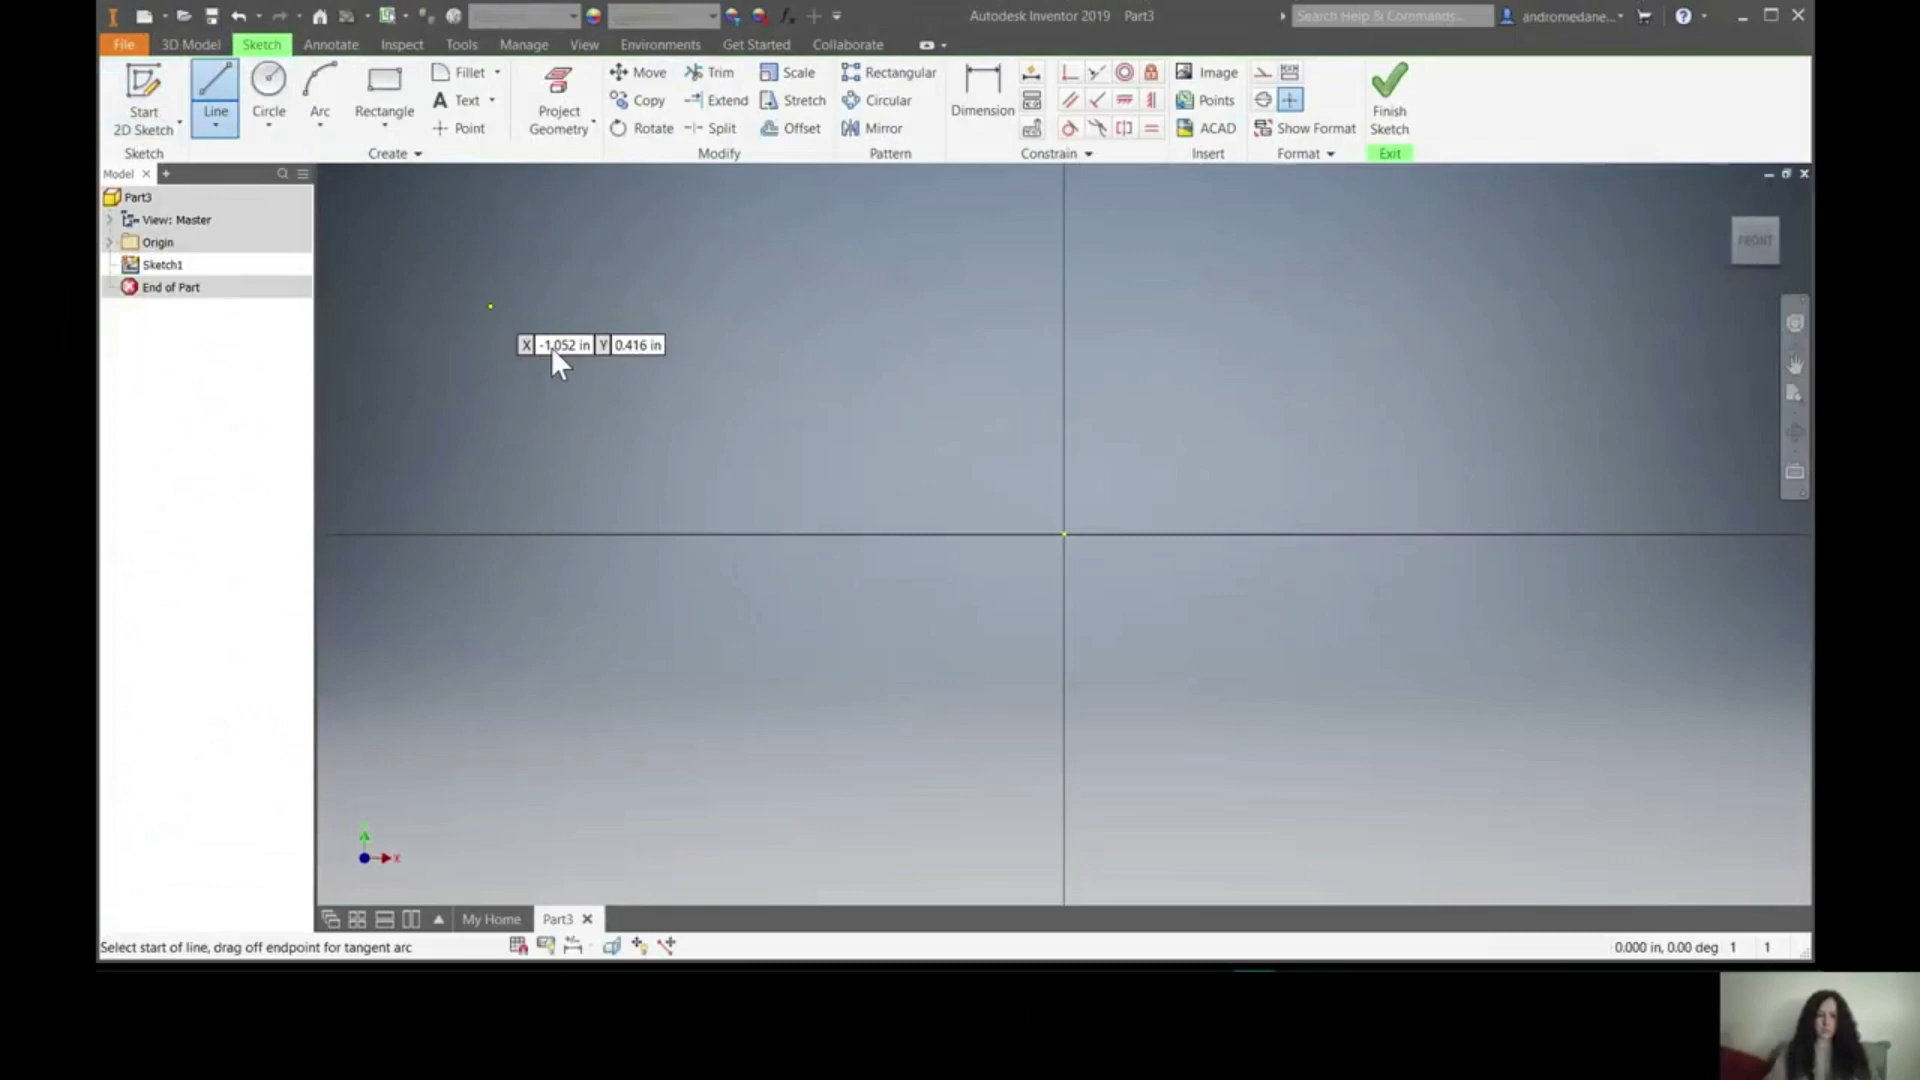 Autodesk Inventor 2019 Part3
Search Help & Commands...
andromedane...
File 3D Model Sketch Annotate Inspect Tools Manage View Environments Get Started Collaborate
Start
2D Sketch
Line
Circle
Arc
Rectangle
Fillet
Text
Point
Project
Geometry
Move
Copy
Rotate
Trim
Extend
Split
Scale
Stretch
Offset
Rectangular
Circular
Mirror
Dimension
Image
Points
ACAD
Show Format
Finish
Sketch
Sketch Create Modify Pattern Constrain Insert Format Exit
Model
Part3
View: Master
Origin
Sketch1
End of Part
FRONT
X -1.052 in Y 0.416 in
X
My Home Part3
Select start of line, drag off endpoint for tangent arc
0.000 in, 0.00 deg 1 1